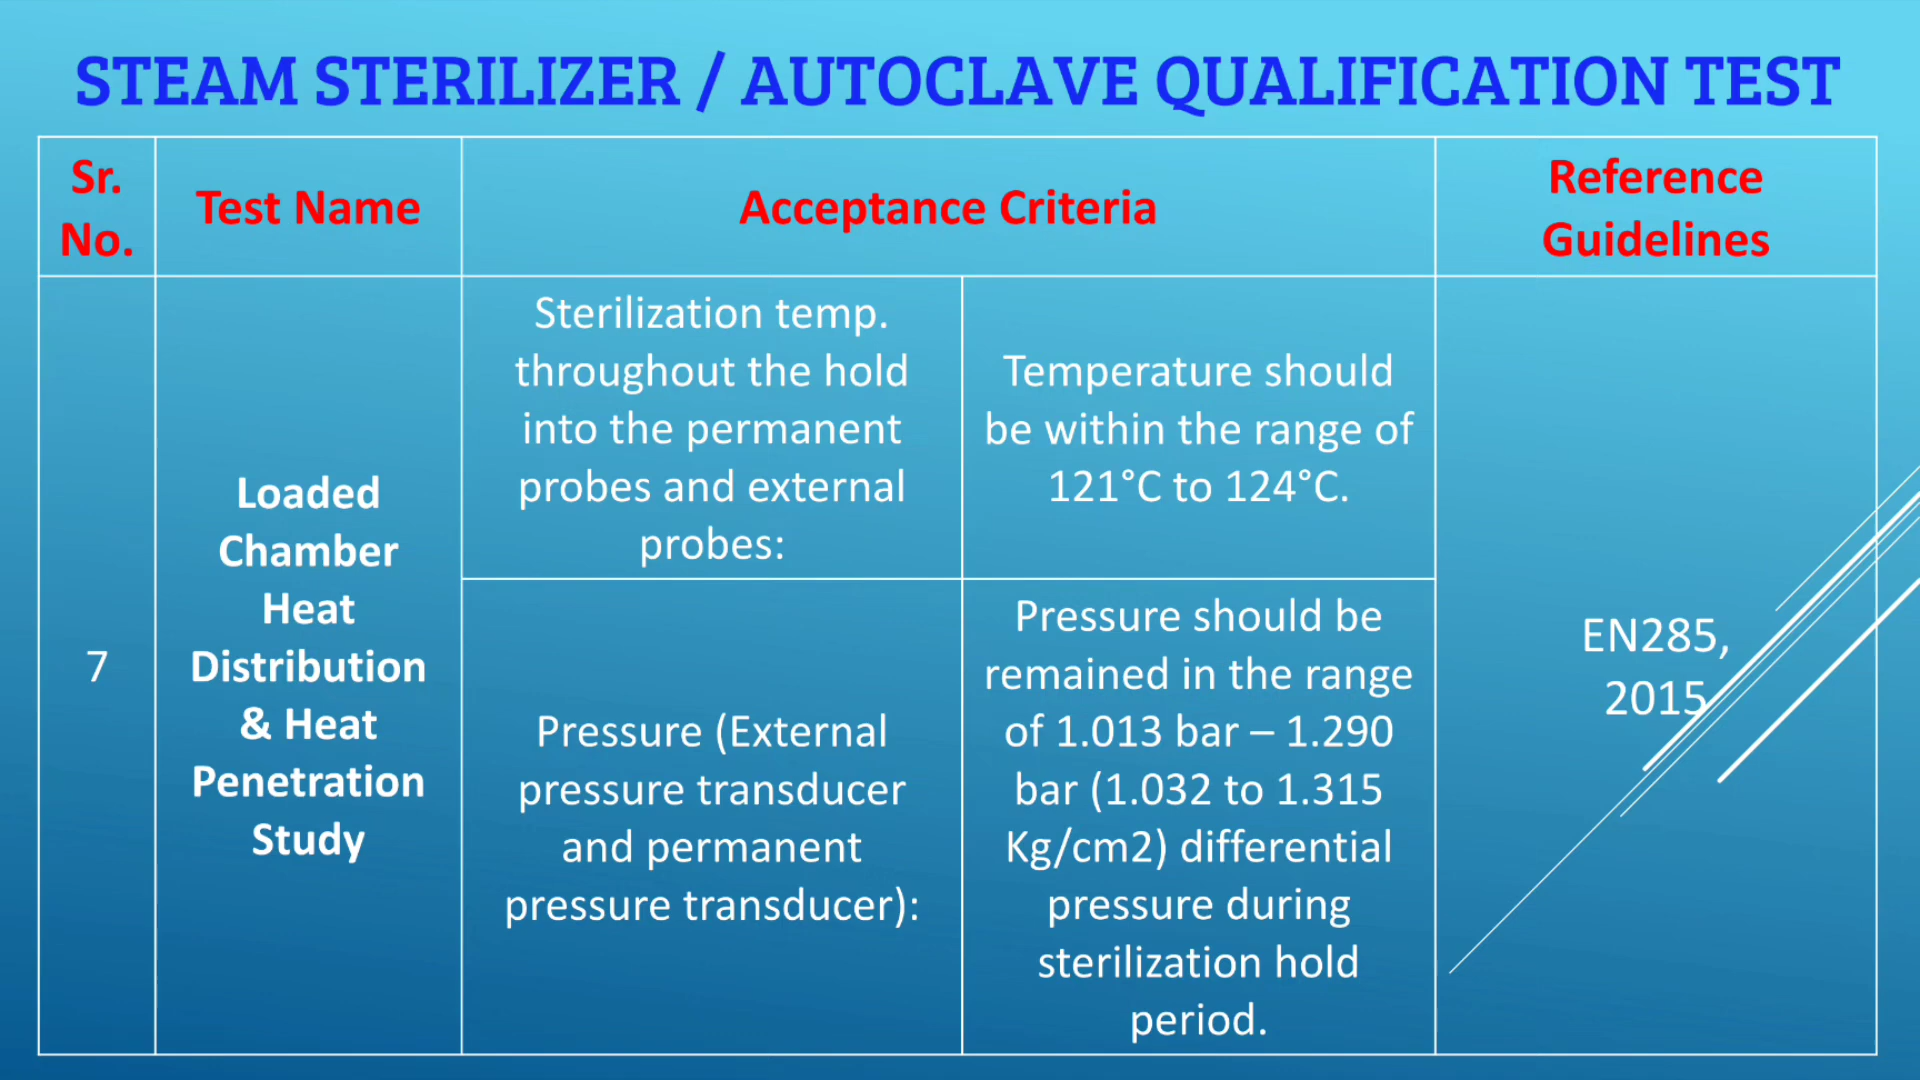 STEAM STERILIZER / AUTOCLAVE QUALIFICATION TEST
Sr.
No.
Test Name
Acceptance Criteria
Reference
Guidelines
7
Loaded
Chamber
Heat
Distribution
& Heat
Penetration
Study
Sterilization temp.
throughout the hold
into the permanent
probes and external
probes:
Temperature should
be within the range of
121°C to 124°C.
Pressure (External
pressure transducer
and permanent
pressure transducer):
Pressure should be
remained in the range
of 1.013 bar – 1.290
bar (1.032 to 1.315
Kg/cm2) differential
pressure during
sterilization hold
period.
EN285,
2015